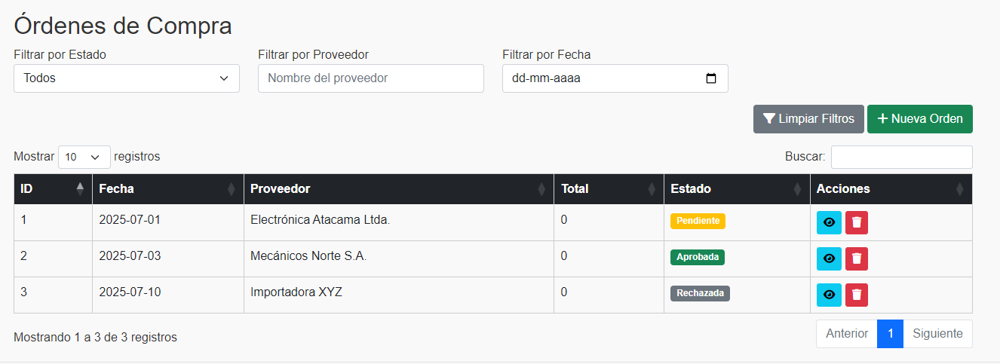 Órdenes de Compra
Filtrar por Estado Filtrar por Proveedor Filtrar por Fecha
Todos Nombre del proveedor dd-mm-aaaa
Limpiar Filtros Nueva Orden
Mostrar 10 registros Buscar:
ID Fecha Proveedor Total Estado Acciones
1 2025-07-01 Electrónica Atacama Ltda. 0 Pendiente
2 2025-07-03 Mecánicos Norte S.A. 0 Aprobada
3 2025-07-10 Importadora XYZ 0 Rechazada
Mostrando 1 a 3 de 3 registros Anterior 1 Siguiente